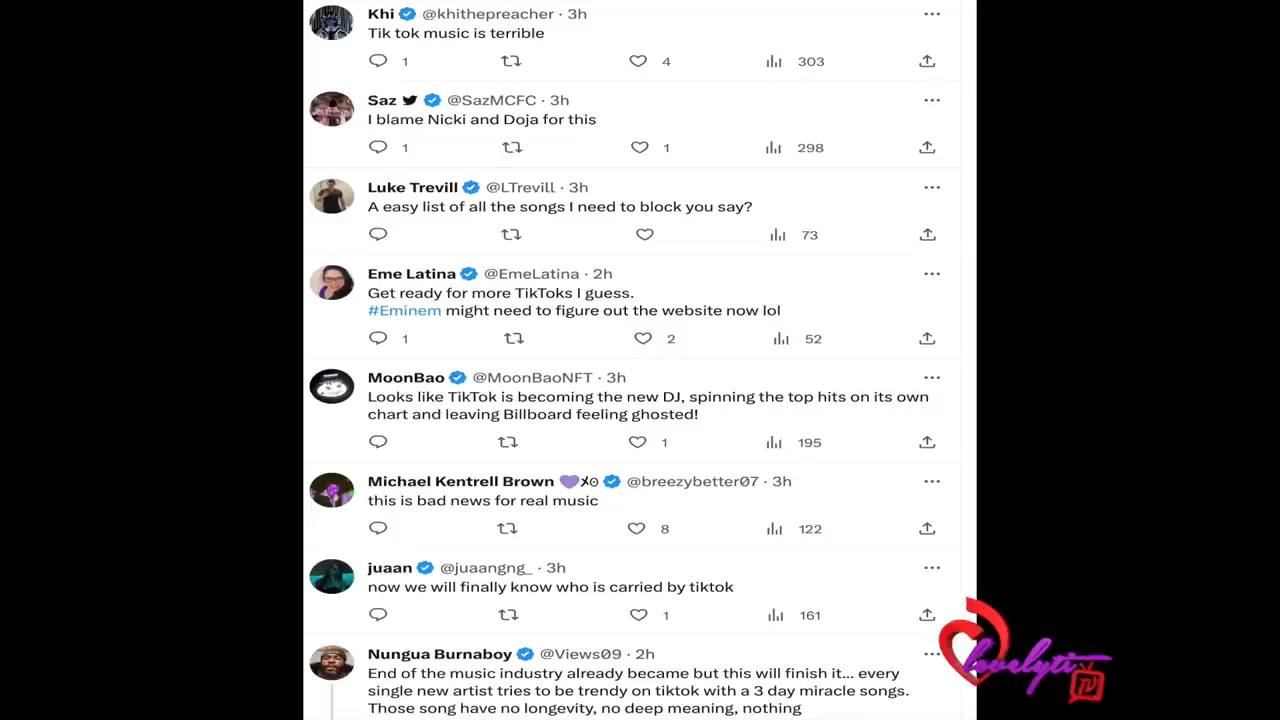 Khi @khithepreacher · 3h
Tik tok music is terrible
1 4 303
Saz @SazMCFC · 3h
I blame Nicki and Doja for this
1 1 298
Luke Trevill @LTrevill · 3h
A easy list of all the songs I need to block you say?
73
Eme Latina @EmeLatina · 2h
Get ready for more TikToks I guess.
#Eminem might need to figure out the website now lol
1 2 52
MoonBao @MoonBaoNFT · 3h
Looks like TikTok is becoming the new DJ, spinning the top hits on its own
chart and leaving Billboard feeling ghosted!
1 195
Michael Kentrell Brown @breezybetter07 · 3h
this is bad news for real music
8 122
juaan @juaangng_ · 3h
now we will finally know who is carried by tiktok
1 161
Nungua Burnaboy @Views09 · 2h
End of the music industry already became but this will finish it... every
single new artist tries to be trendy on tiktok with a 3 day miracle songs.
Those song have no longevity, no deep meaning, nothing
Lovelyti
TV